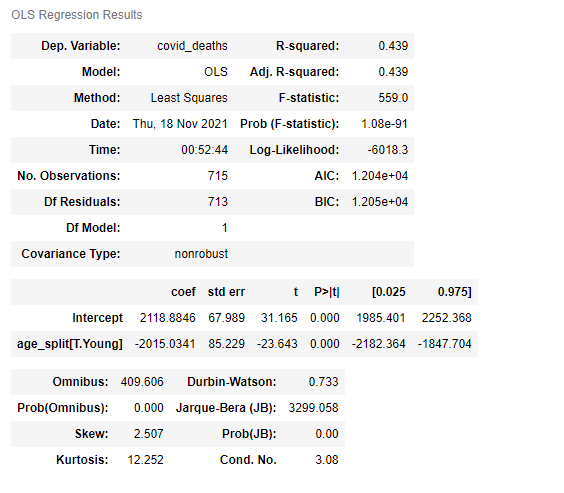 OLS Regression Results
Dep. Variable: covid_deaths R-squared: 0.439
Model: OLS Adj. R-squared: 0.439
Method: Least Squares F-statistic: 559.0
Date: Thu, 18 Nov 2021 Prob (F-statistic): 1.08e-91
Time: 00:52:44 Log-Likelihood: -6018.3
No. Observations: 715 AIC: 1.204e+04
Df Residuals: 713 BIC: 1.205e+04
Df Model: 1
Covariance Type: nonrobust
coef std err t P>|t| [0.025 0.975]
Intercept 2118.8846 67.989 31.165 0.000 1985.401 2252.368
age_split[T.Young] -2015.0341 85.229 -23.643 0.000 -2182.364 -1847.704
Omnibus: 409.606 Durbin-Watson: 0.733
Prob(Omnibus): 0.000 Jarque-Bera (JB): 3299.058
Skew: 2.507 Prob(JB): 0.00
Kurtosis: 12.252 Cond. No. 3.08